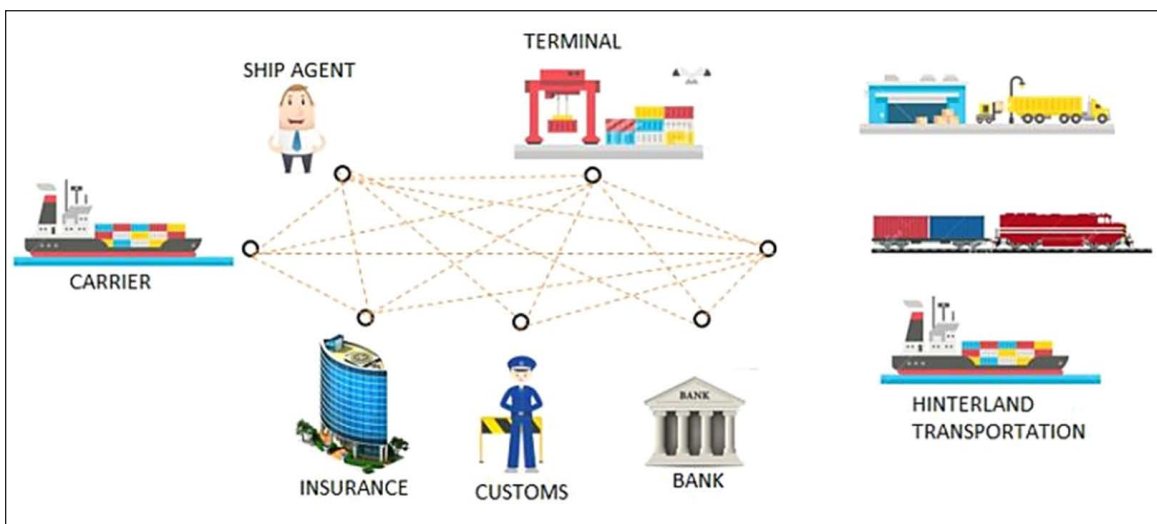 TERMINAL
SHIP AGENT
CARRIER
BANK
HINTERLAND
TRANSPORTATION
INSURANCE
CUSTOMS
BANK